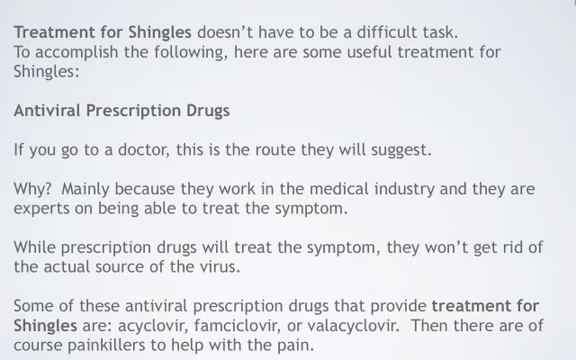 Treatment for Shingles doesn't have to be a difficult task.
To accomplish the following, here are some useful treatment for
Shingles:
Antiviral Prescription Drugs
If you go to a doctor, this is the route they will suggest.
Why?  Mainly because they work in the medical industry and they are
experts on being able to treat the symptom.
While prescription drugs will treat the symptom, they won't get rid of
the actual source of the virus.
Some of these antiviral prescription drugs that provide treatment for
Shingles are: acyclovir, famciclovir, or valacyclovir.  Then there are of
course painkillers to help with the pain.